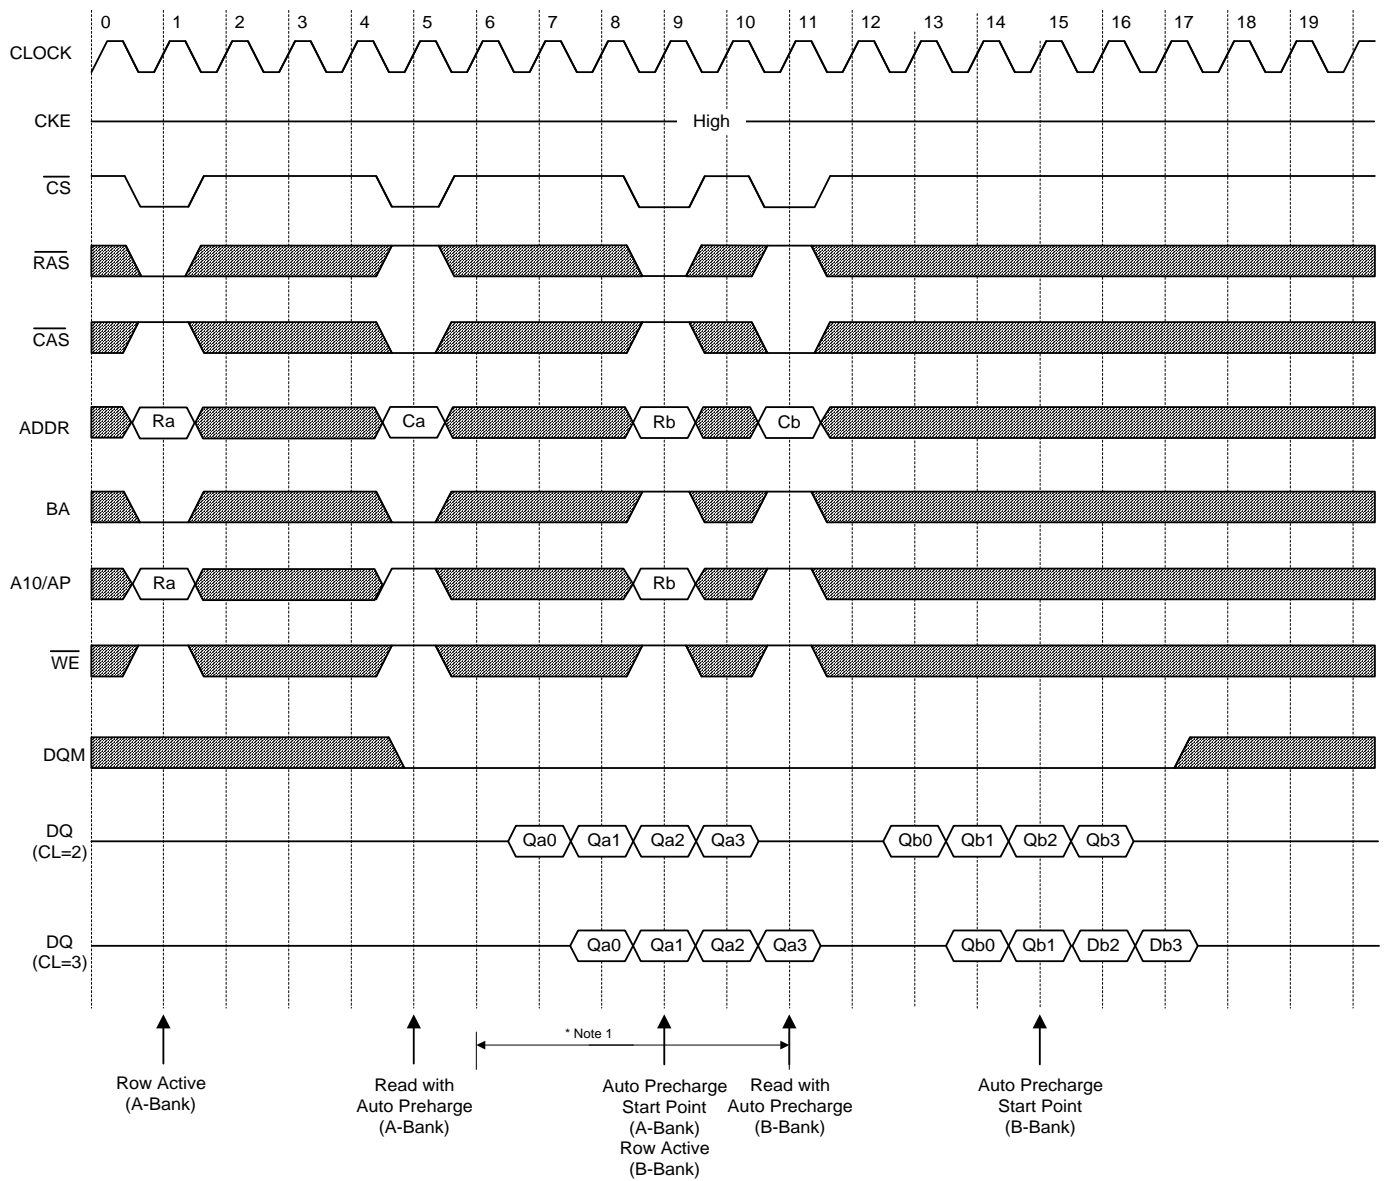 0 1 2 3 4 5 6 7 8 9 10 11 12 13 14 15 16 17 18 19
CLOCK
CKE High
CS
RAS
CAS
ADDR Ra Ca Rb Cb
BA
A10/AP Ra Rb
WE
DQM
DQ
(CL=2)
Qa0 Qa1 Qa2 Qa3 Qb0 Qb1 Qb2 Qb3
DQ
(CL=3)
Qa0 Qa1 Qa2 Qa3 Qb0 Qb1 Db2 Db3
* Note 1
Row Active
(A-Bank)
Read with
Auto Preharge
(A-Bank)
Auto Precharge
Start Point
(A-Bank)
Row Active
(B-Bank)
Read with
Auto Precharge
(B-Bank)
Auto Precharge
Start Point
(B-Bank)